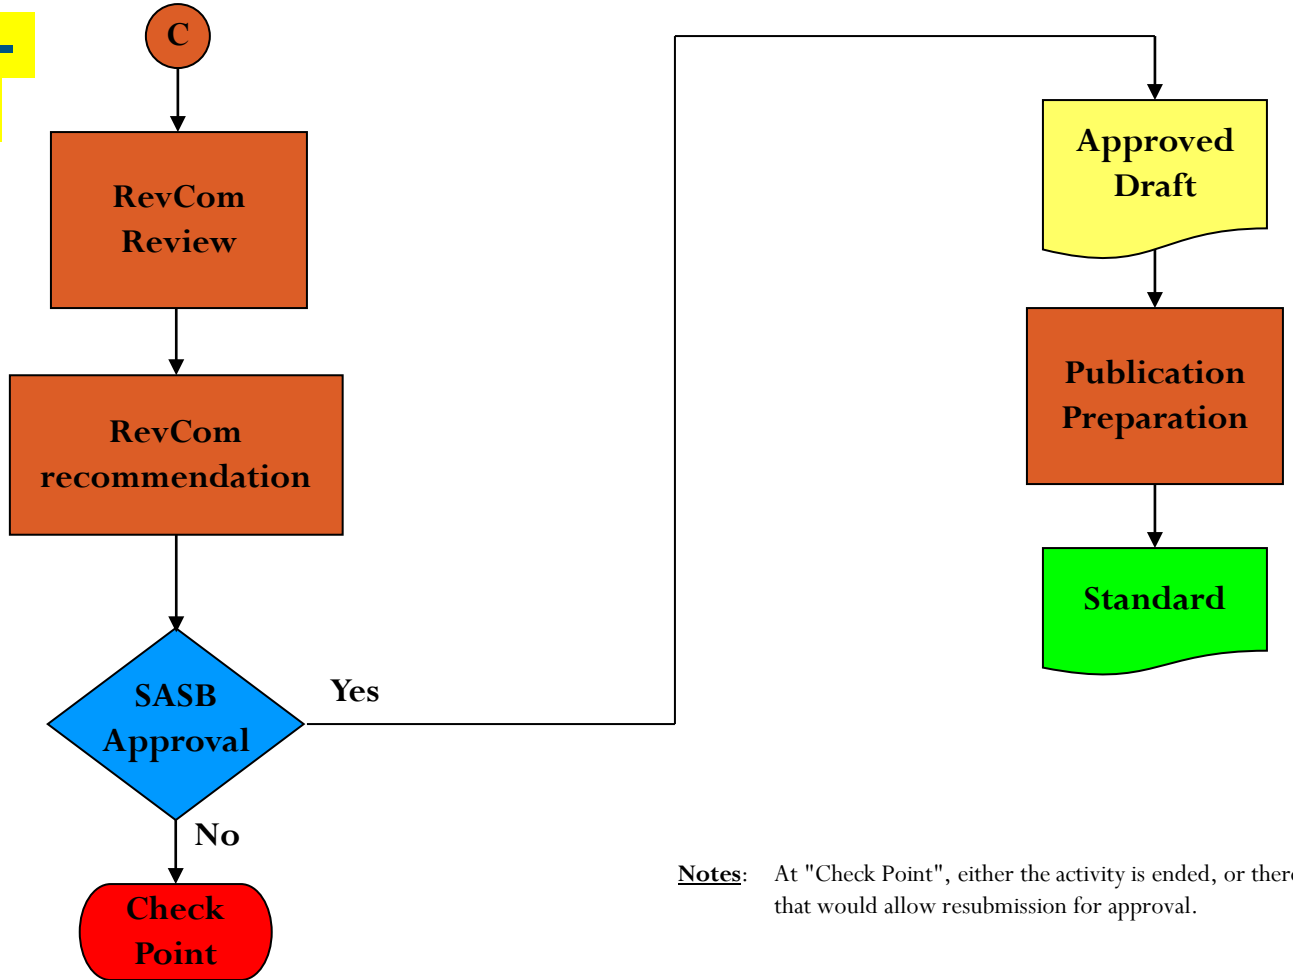 C
RevCom
Review
RevCom
recommendation
SASB
Approval
Yes
No
Check
Point
Approved
Draft
Publication
Preparation
Standard
Notes: At "Check Point", either the activity is ended, or there
that would allow resubmission for approval.